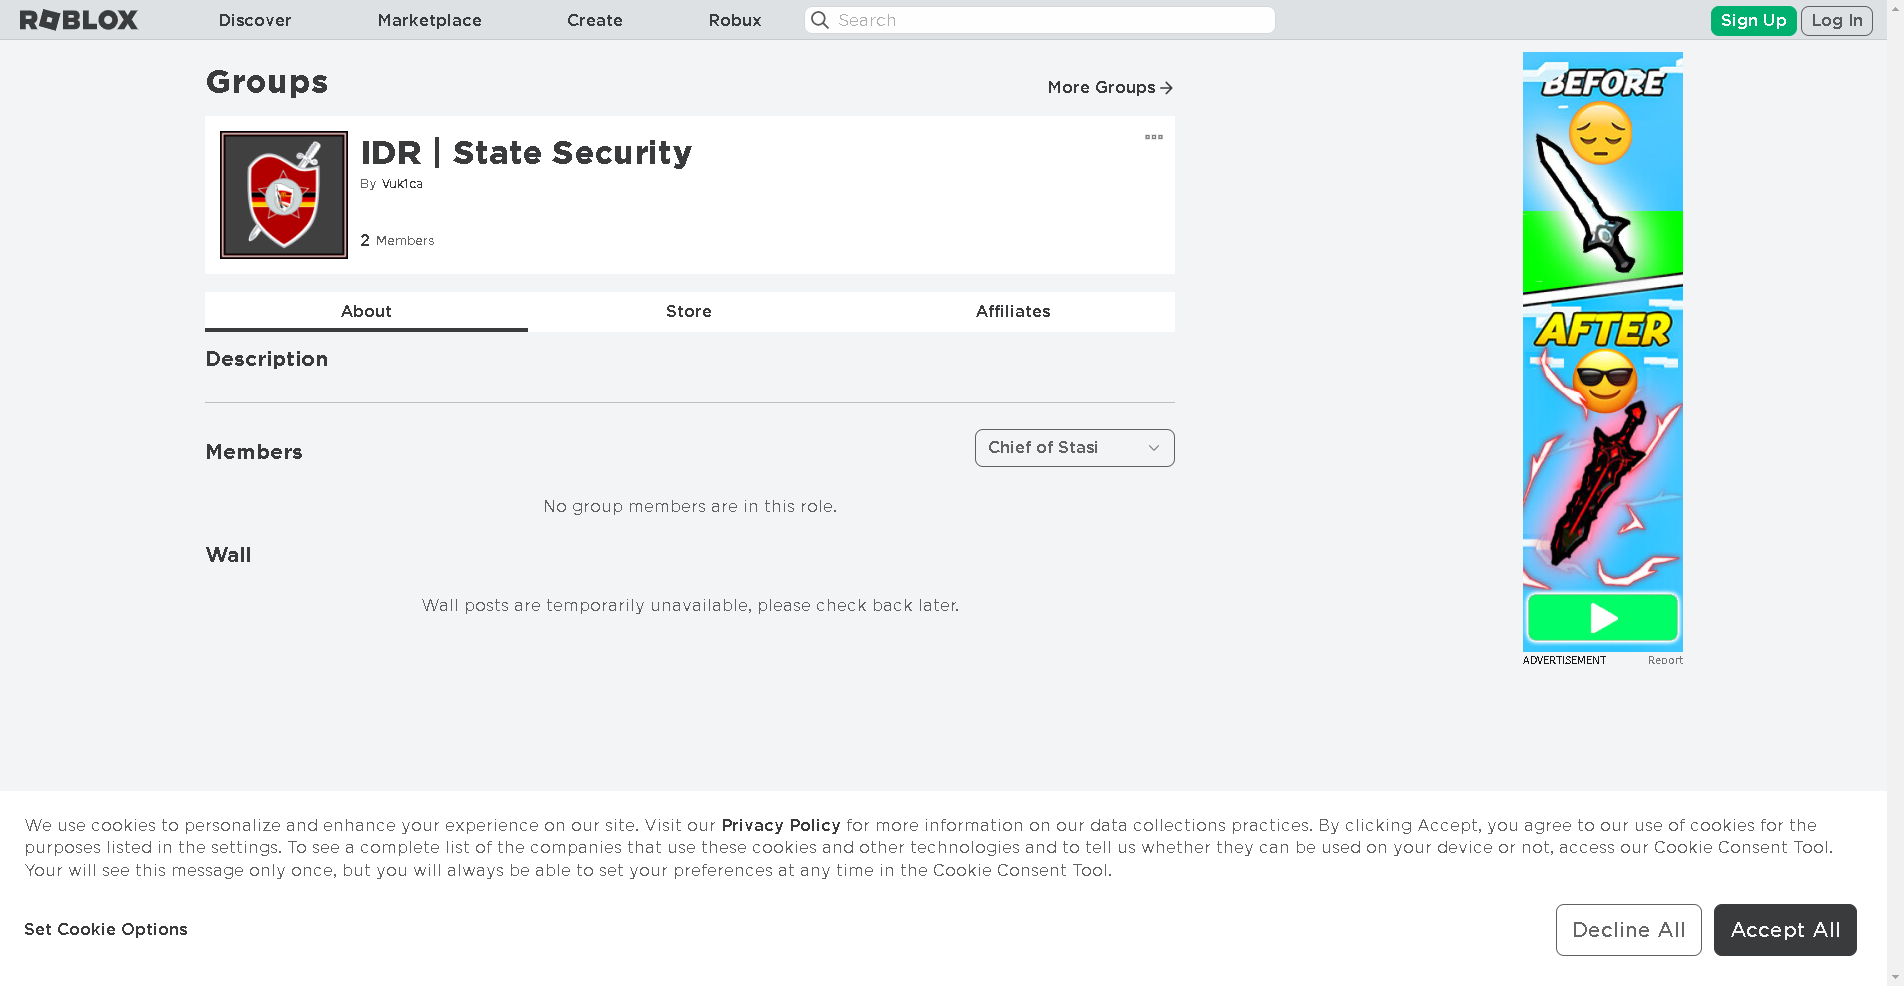 ROBLOX Discover Marketplace Create Robux Search Sign Up Log In
Groups
More Groups
IDR | State Security
By Vuk1ca
2 Members
About Store Affiliates
Description
Members
Chief of Stasi
No group members are in this role.
Wall
Wall posts are temporarily unavailable, please check back later.
BEFORE
AFTER
ADVERTISEMENT Report
We use cookies to personalize and enhance your experience on our site. Visit our Privacy Policy for more information on our data collections practices. By clicking Accept, you agree to our use of cookies for the
purposes listed in the settings. To see a complete list of the companies that use these cookies and other technologies and to tell us whether they can be used on your device or not, access our Cookie Consent Tool.
Your will see this message only once, but you will always be able to set your preferences at any time in the Cookie Consent Tool.
Set Cookie Options
Decline All
Accept All